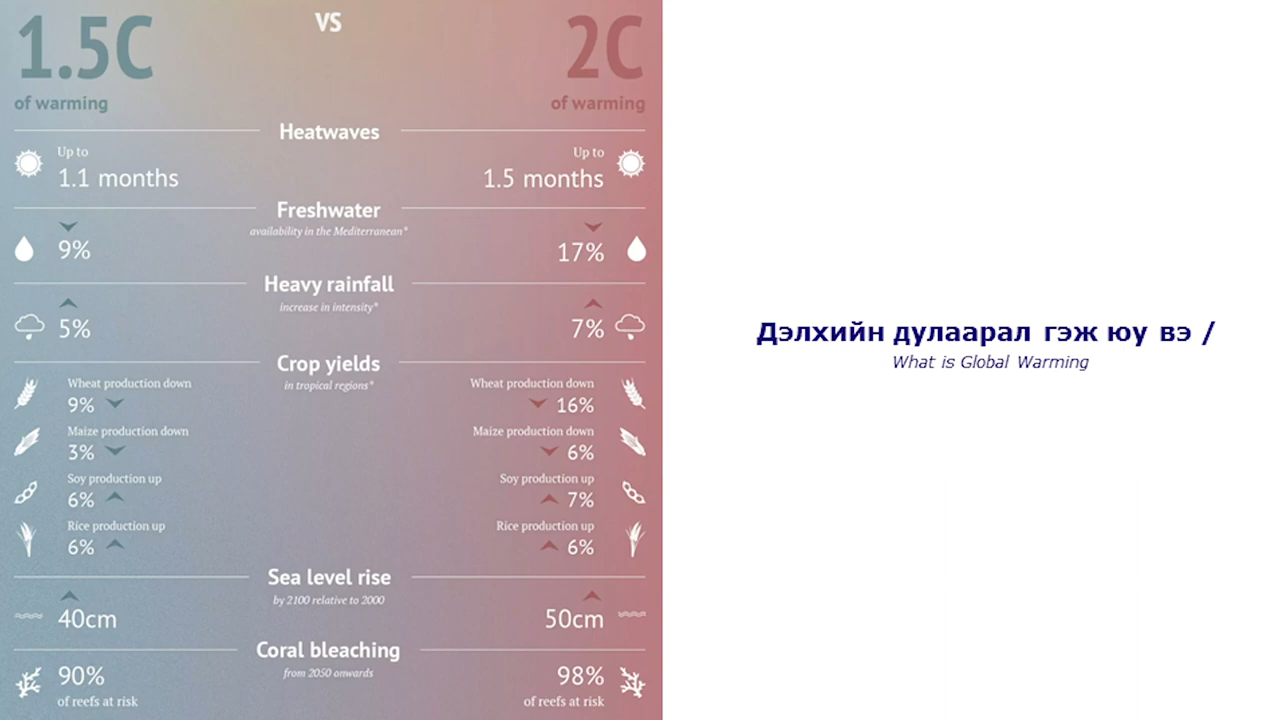 1.5C VS 2C
of warming of warming
Heatwaves
Up to Up to
1.1 months 1.5 months
Freshwater
availability in the Mediterranean*
9% 17%
Heavy rainfall
increase in intensity*
5% 7%
Crop yields
in tropical regions*
Wheat production down Wheat production down
9% 16%
Maize production down Maize production down
3% 6%
Soy production up Soy production up
6% 7%
Rice production up Rice production up
6% 6%
Sea level rise
by 2100 relative to 2000
40cm 50cm
Coral bleaching
from 2050 onwards
90% 98%
of reefs at risk of reefs at risk
Дэлхийн дулаарал гэж юу вэ /
What is Global Warming